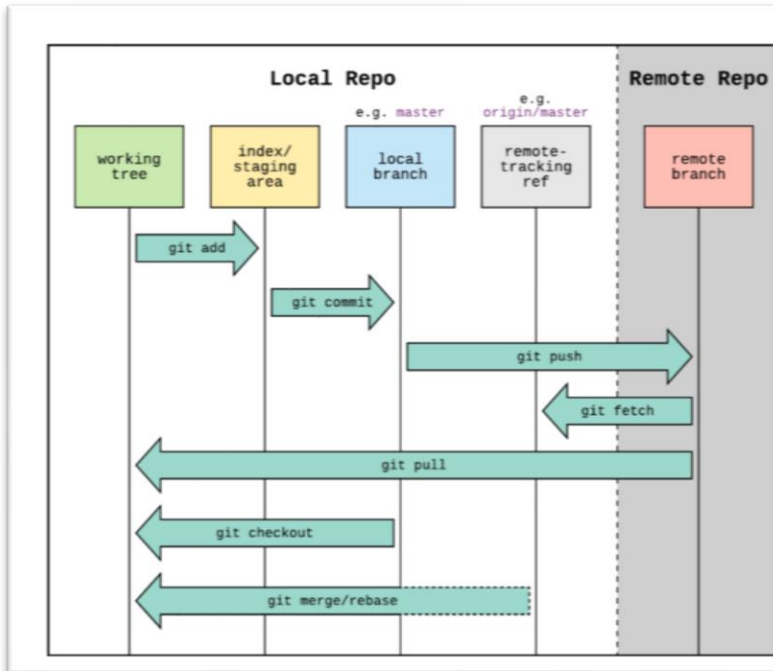 Local Repo
Remote Repo
e.g. master
e.g.
origin/master
working
tree
index/
staging
area
local
branch
remote-
tracking
ref
remote
branch
git add
git commit
git push
git fetch
git pull
git checkout
git merge/rebase